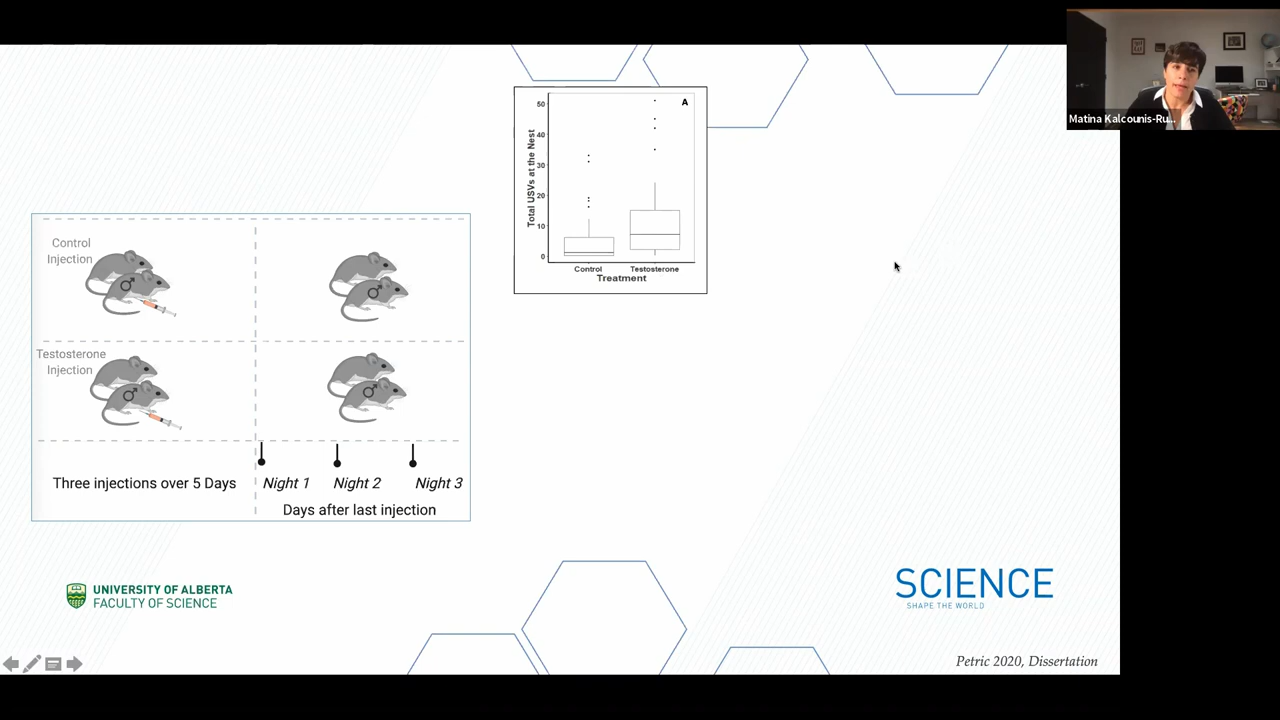 Matina Kalcounis-Ru...
A
Total USVs at the Nest
50
40
30
20
10
0
Control Testosterone
Treatment
Control
Injection
Testosterone
Injection
Three injections over 5 Days
Night 1 Night 2 Night 3
Days after last injection
UNIVERSITY OF ALBERTA
FACULTY OF SCIENCE
SCIENCE
SHAPE THE WORLD
Petric 2020, Dissertation